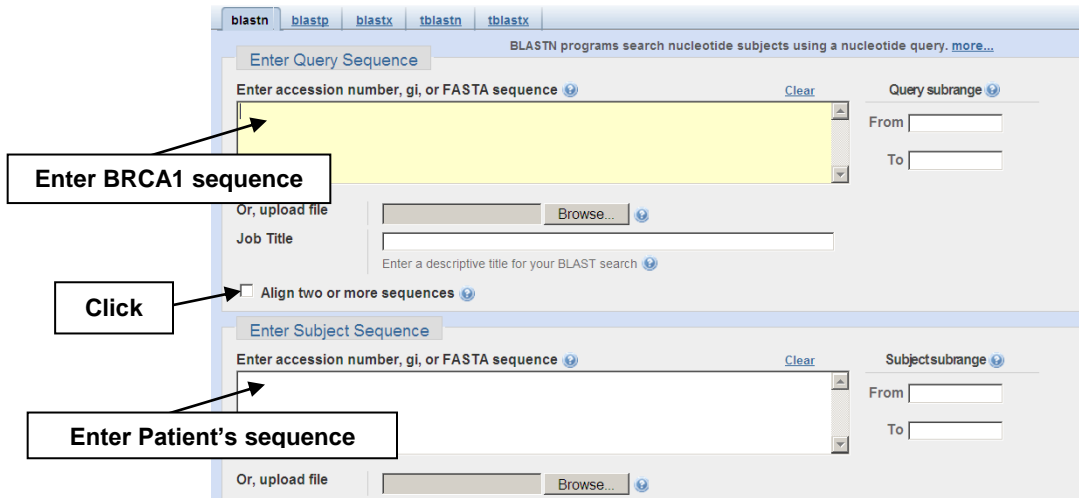 blastn blastp blastx tblastn tblastx
BLASTN programs search nucleotide subjects using a nucleotide query. more...
Enter Query Sequence
Enter accession number, gi, or FASTA sequence Clear Query subrange
From
Enter BRCA1 sequence
To
Or, upload file Browse...
Job Title
Enter a descriptive title for your BLAST search
Click
Align two or more sequences
Enter Subject Sequence
Enter accession number, gi, or FASTA sequence Clear Subject subrange
From
Enter Patient's sequence
To
Or, upload file Browse...